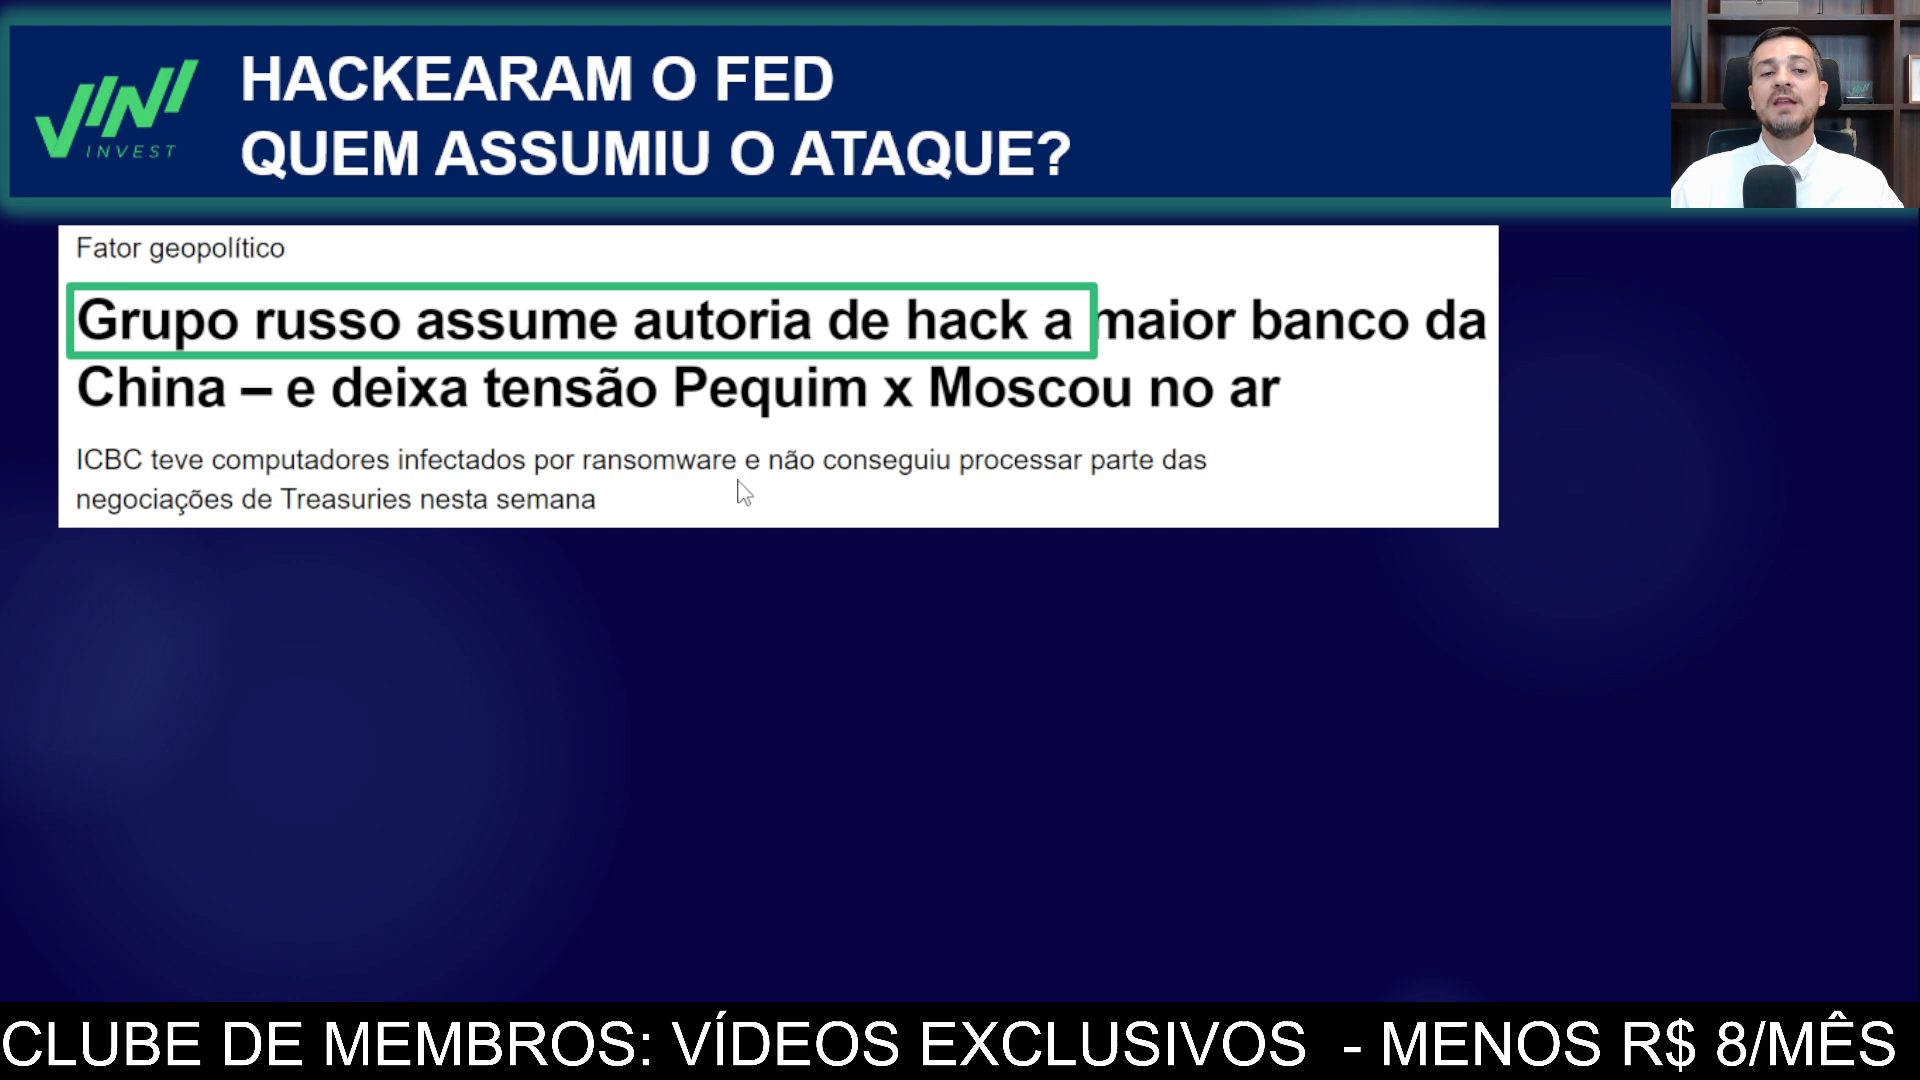 VINI
INVEST
HACKEARAM O FED
QUEM ASSUMIU O ATAQUE?
Fator geopolítico
Grupo russo assume autoria de hack a maior banco da
China – e deixa tensão Pequim x Moscou no ar
ICBC teve computadores infectados por ransomware e não conseguiu processar parte das
negociações de Treasuries nesta semana
CLUBE DE MEMBROS: VÍDEOS EXCLUSIVOS - MENOS R$ 8/MÊS